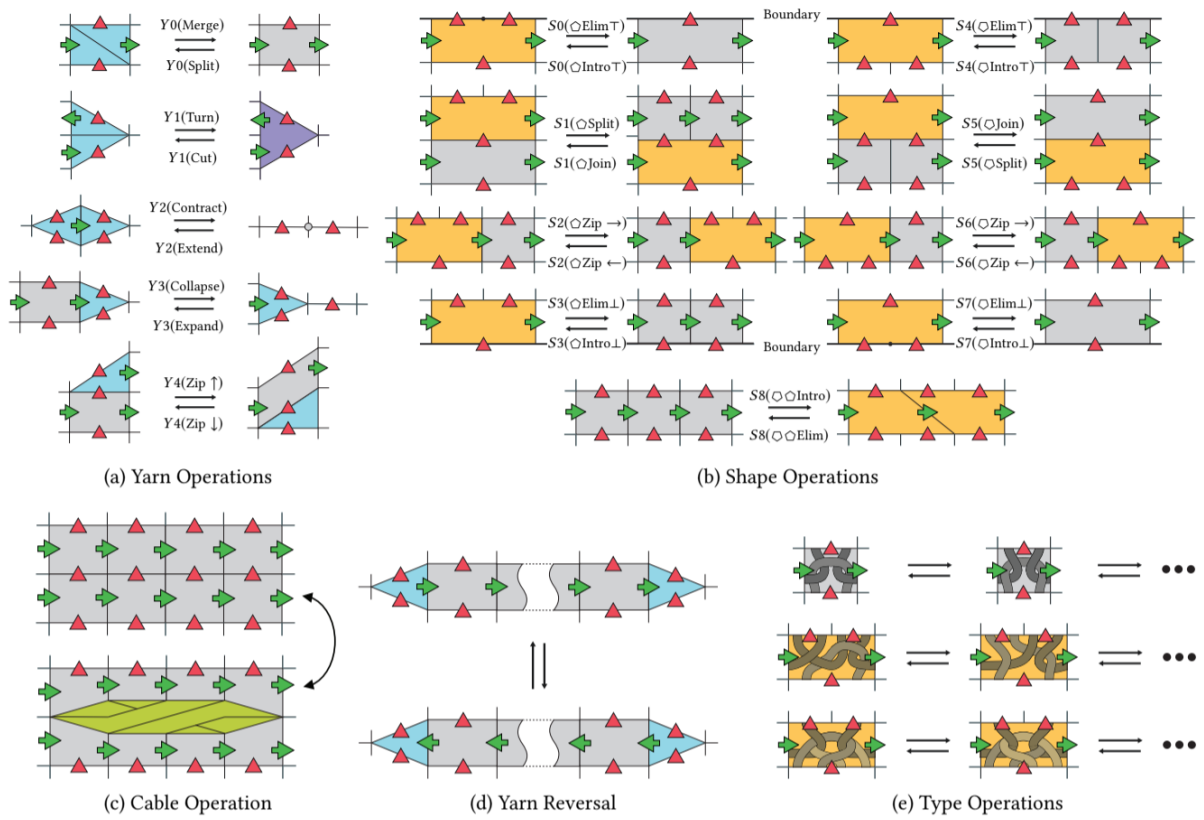 Y0(Merge)
Y0(Split)
Y1(Turn)
Y1(Cut)
Y2(Contract)
Y2(Extend)
Y3(Collapse)
Y3(Expand)
Y4(Zip ↑)
Y4(Zip ↓)
(a) Yarn Operations
S0(⬠Elim⊤)
S0(⬠Intro⊤)
Boundary
S4(⛉Elim⊤)
S4(⛉Intro⊤)
S1(⬠Split)
S1(⬠Join)
S5(⛉Join)
S5(⛉Split)
S2(⬠Zip →)
S2(⬠Zip ←)
S6(⛉Zip →)
S6(⛉Zip ←)
S3(⬠Elim⊥)
S3(⬠Intro⊥)
Boundary
S7(⛉Elim⊥)
S7(⛉Intro⊥)
S8(⛉⬠Intro)
S8(⛉⬠Elim)
(b) Shape Operations
(c) Cable Operation
(d) Yarn Reversal
(e) Type Operations